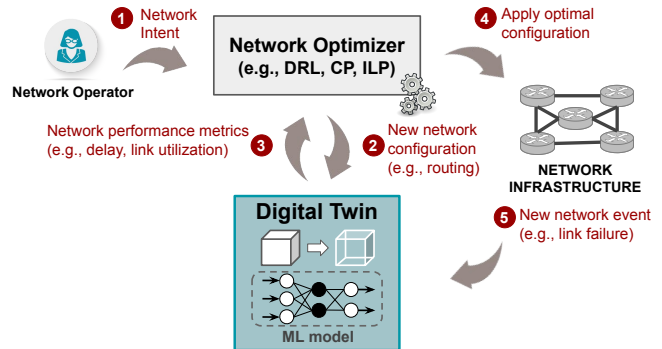 1 Network
Intent
Network Operator
Network Optimizer
(e.g., DRL, CP, ILP)
4 Apply optimal
configuration
Network performance metrics
(e.g., delay, link utilization)
3
2 New network
configuration
(e.g., routing)
NETWORK
INFRASTRUCTURE
5 New network event
(e.g., link failure)
Digital Twin
ML model